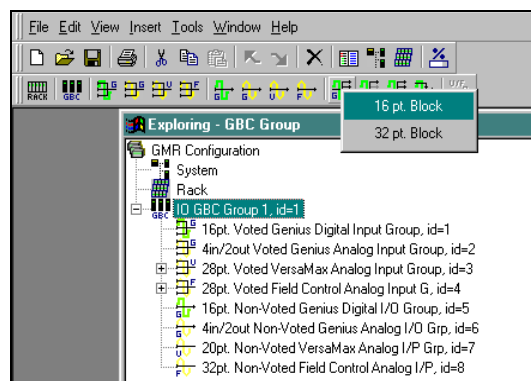 File Edit View Insert Tools Window Help
RACK GBC G G U F G G U F G
16 pt. Block
32 pt. Block
Exploring - GBC Group
GMR Configuration
System
Rack
GBC IO GBC Group 1, id=1
G 16pt. Voted Genius Digital Input Group, id=1
G 4in/2out Voted Genius Analog Input Group, id=2
U 28pt. Voted VersaMax Analog Input Group, id=3
F 28pt. Voted Field Control Analog Input G, id=4
G 16pt. Non-Voted Genius Digital I/O Group, id=5
G 4in/2out Non-Voted Genius Analog I/O Grp, id=6
U 20pt. Non-Voted VersaMax Analog I/P Grp, id=7
F 32pt. Non-Voted Field Control Analog I/P, id=8